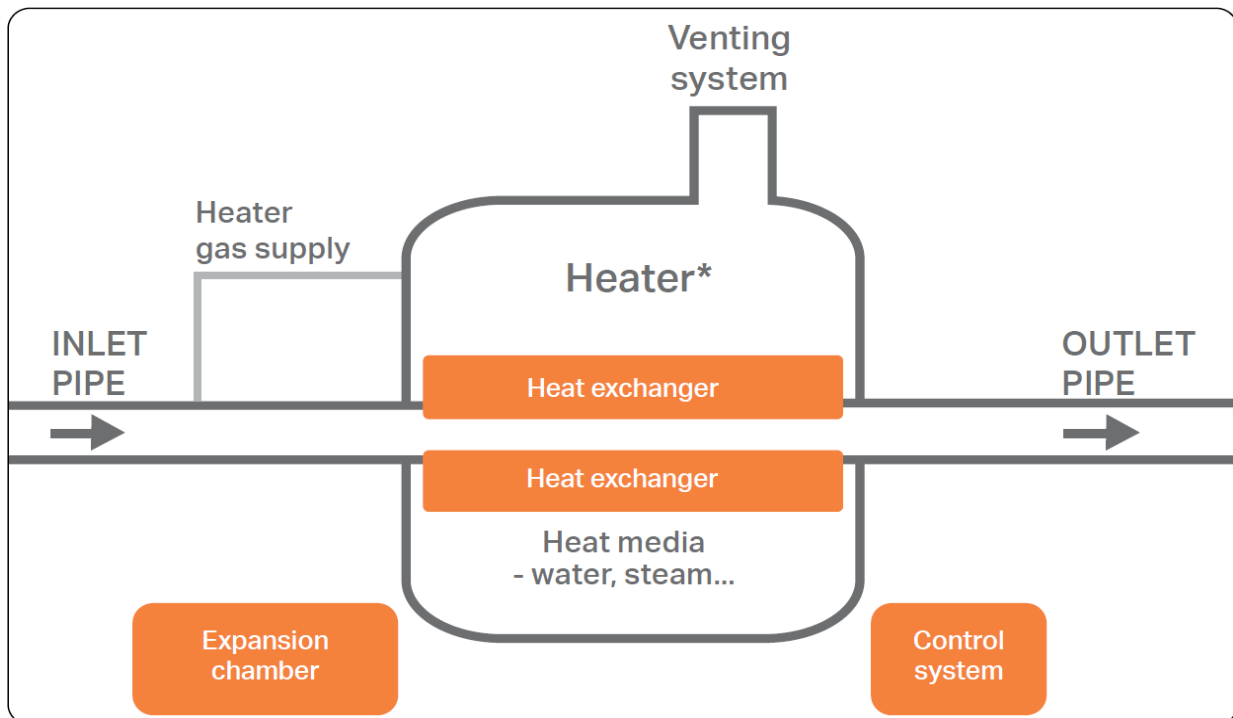 Venting
system
Heater
gas supply
Heater*
INLET
PIPE
OUTLET
PIPE
Heat exchanger
Heat exchanger
Heat media
- water, steam...
Expansion
chamber
Control
system